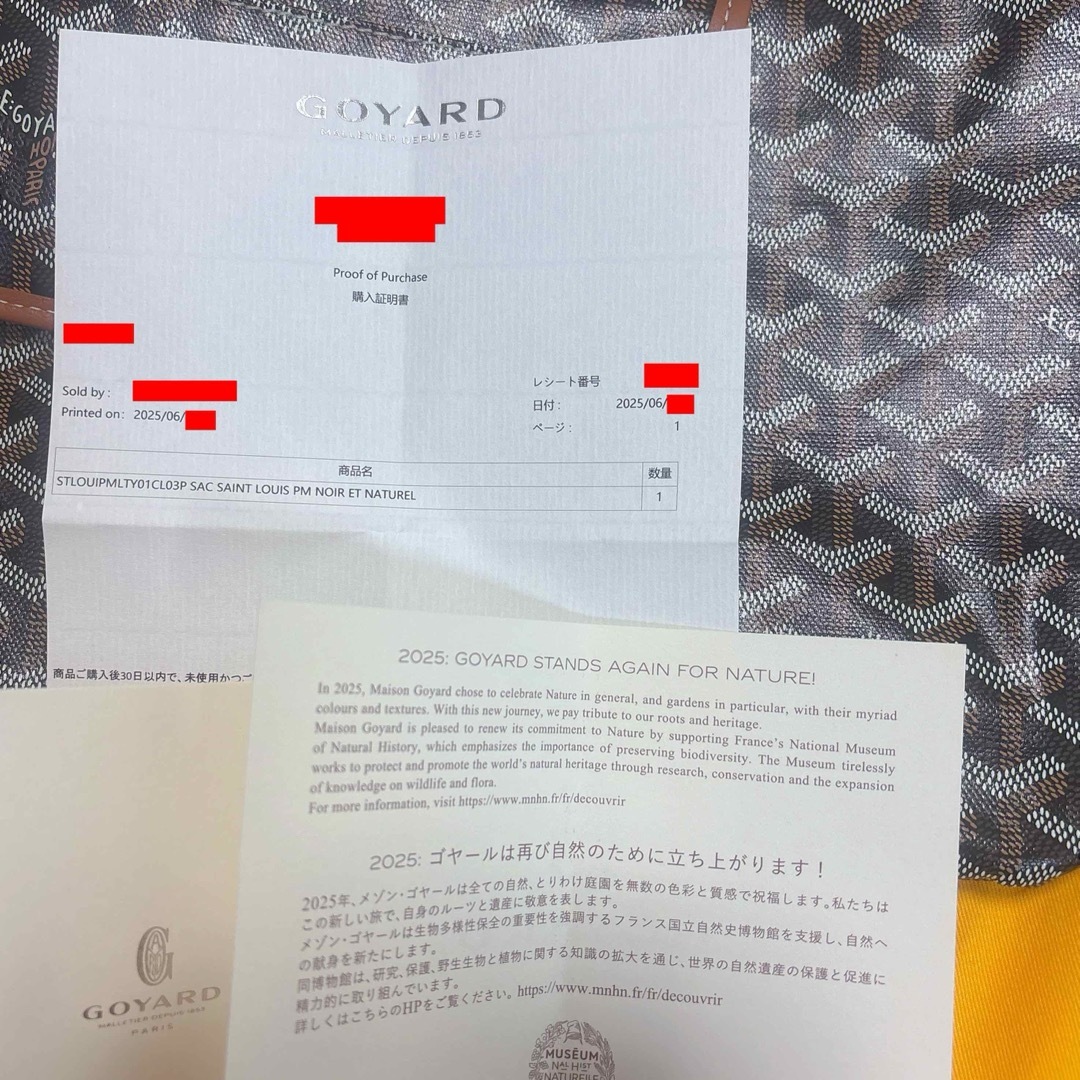 GOYARD
MALLETIER DEPUIS 1853
Proof of Purchase
購入証明書
Sold by :
Printed on: 2025/06/
レシート番号
日付 : 2025/06/
ページ : 1
商品名 数量
STLOUIPMLTY01CL03P SAC SAINT LOUIS PM NOIR ET NATUREL 1
商品ご購入後30日以内で、未使用かつご
2025: GOYARD STANDS AGAIN FOR NATURE!
In 2025, Maison Goyard chose to celebrate Nature in general, and gardens in particular, with their myriad
colours and textures. With this new journey, we pay tribute to our roots and heritage.
Maison Goyard is pleased to renew its commitment to Nature by supporting France's National Museum
of Natural History, which emphasizes the importance of preserving biodiversity. The Museum tirelessly
works to protect and promote the world's natural heritage through research, conservation and the expansion
of knowledge on wildlife and flora.
For more information, visit https://www.mnhn.fr/fr/decouvrir
2025: ゴヤールは再び自然のために立ち上がります！
2025年、メゾン・ゴヤールは全ての自然、とりわけ庭園を無数の色彩と質感で祝福します。私たちは
この新しい旅で、自身のルーツと遺産に敬意を表します。
メゾン・ゴヤールは生物多様性保全の重要性を強調するフランス国立自然史博物館を支援し、自然へ
の献身を新たにします。
同博物館は、研究、保護、野生生物と植物に関する知識の拡大を通じ、世界の自然遺産の保護と促進に
精力的に取り組んでいます。
詳しくはこちらのHPをご覧ください。https://www.mnhn.fr/fr/decouvrir
MUSÉUM
NAL HIST
NATURELLE
G
GOYARD
MALLETIER DEPUIS 1853
PARIS
E.GOYA
HO
PARIS
E.G